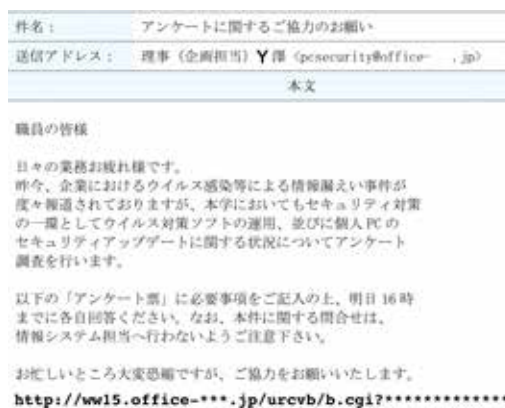 件名： アンケートに関するご協力のお願い
送信アドレス： 理事（企画担当）Y澤 <pcsecurity@office- .jp>
本文
職員の皆様
日々の業務お疲れ様です。
昨今、企業におけるウイルス感染等による情報漏えい事件が
度々報道されておりますが、本学においてもセキュリティ対策
の一環としてウイルス対策ソフトの運用、並びに個人PCの
セキュリティアップデートに関する状況についてアンケート
調査を行います。
以下の「アンケート票」に必要事項をご記入の上、明日16時
までに各自回答ください。なお、本件に関する問合せは、
情報システム担当へ行わないようご注意下さい。
お忙しいところ大変恐縮ですが、ご協力をお願いいたします。
http://ww15.office-***.jp/urcvb/b.cgi?*************